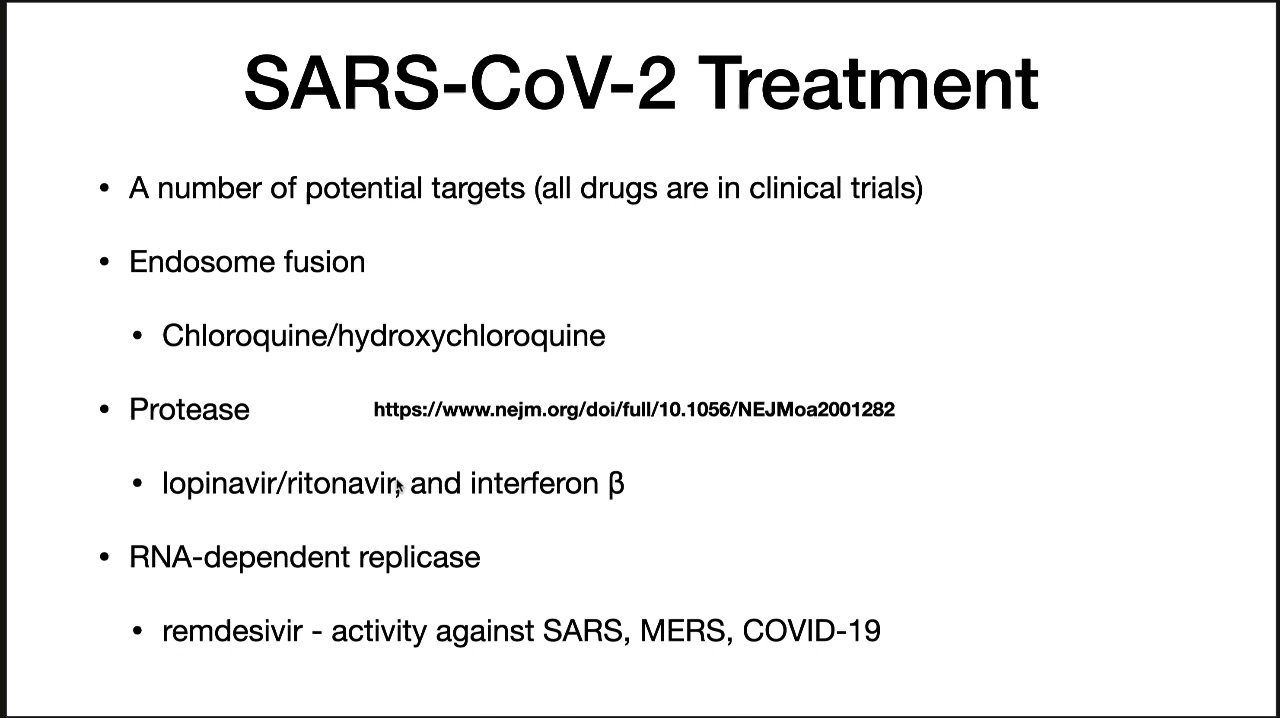 SARS-CoV-2 Treatment
• A number of potential targets (all drugs are in clinical trials)
• Endosome fusion
• Chloroquine/hydroxychloroquine
• Protease https://www.nejm.org/doi/full/10.1056/NEJMoa2001282
• lopinavir/ritonavir, and interferon β
• RNA-dependent replicase
• remdesivir - activity against SARS, MERS, COVID-19